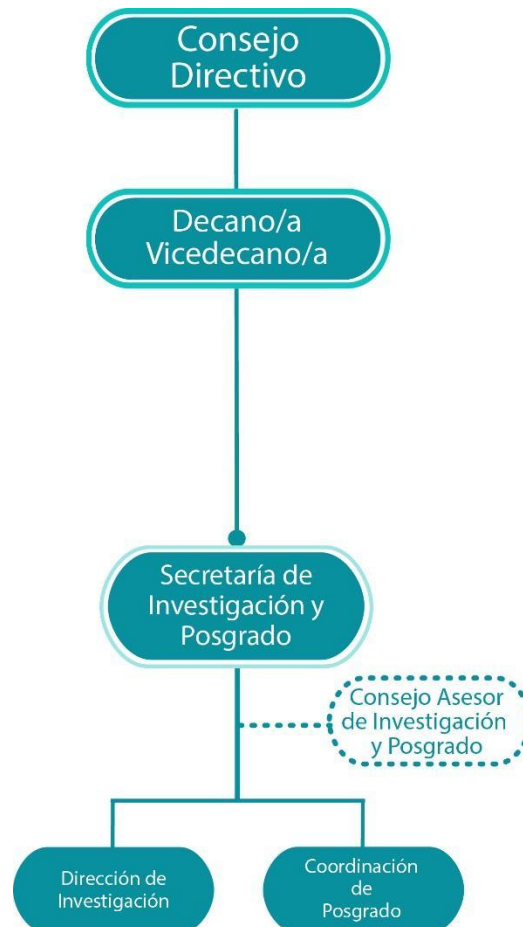 Consejo
Directivo
Decano/a
Vicedecano/a
Secretaría de
Investigación y
Posgrado
Consejo Asesor
de Investigación
y Posgrado
Dirección de
Investigación
Coordinación
de
Posgrado